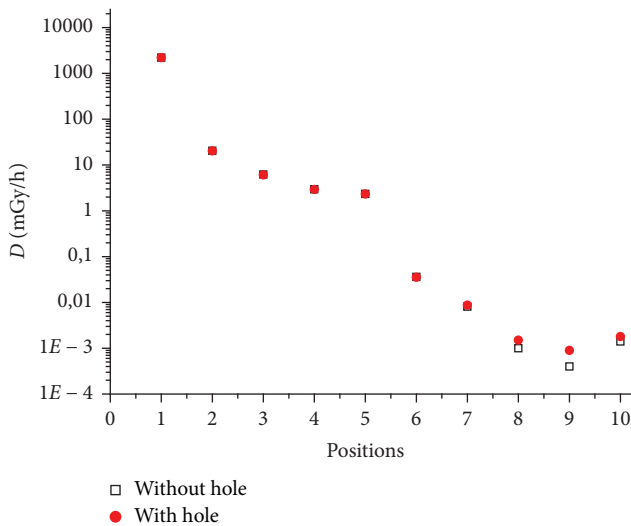 10000
1000
100
10
1
0,1
0,01
1E − 3
1E − 4
D (mGy/h)
0 1 2 3 4 5 6 7 8 9 10
Positions
Without hole
With hole